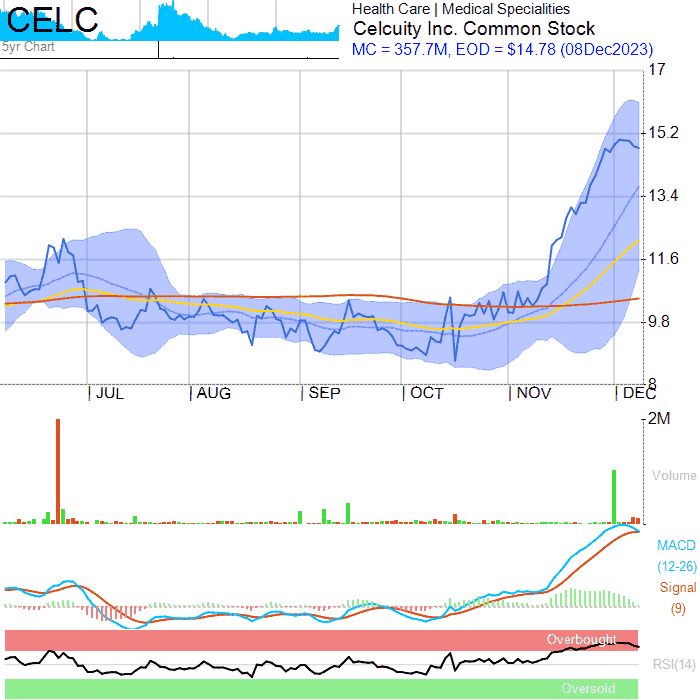 CELC
5yr Chart
Health Care | Medical Specialities
Celcuity Inc. Common Stock
MC = 357.7M, EOD = $14.78 (08Dec2023)
17
15.2
13.4
11.6
9.8
8
JUL AUG SEP OCT NOV DEC
2M
Volume
MACD
(12-26)
Signal
(9)
Overbought
RSI(14)
Oversold